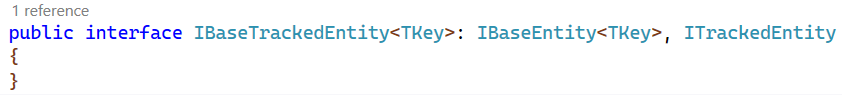 1 reference
public interface IBaseTrackedEntity<TKey>: IBaseEntity<TKey>, ITrackedEntity
{
}